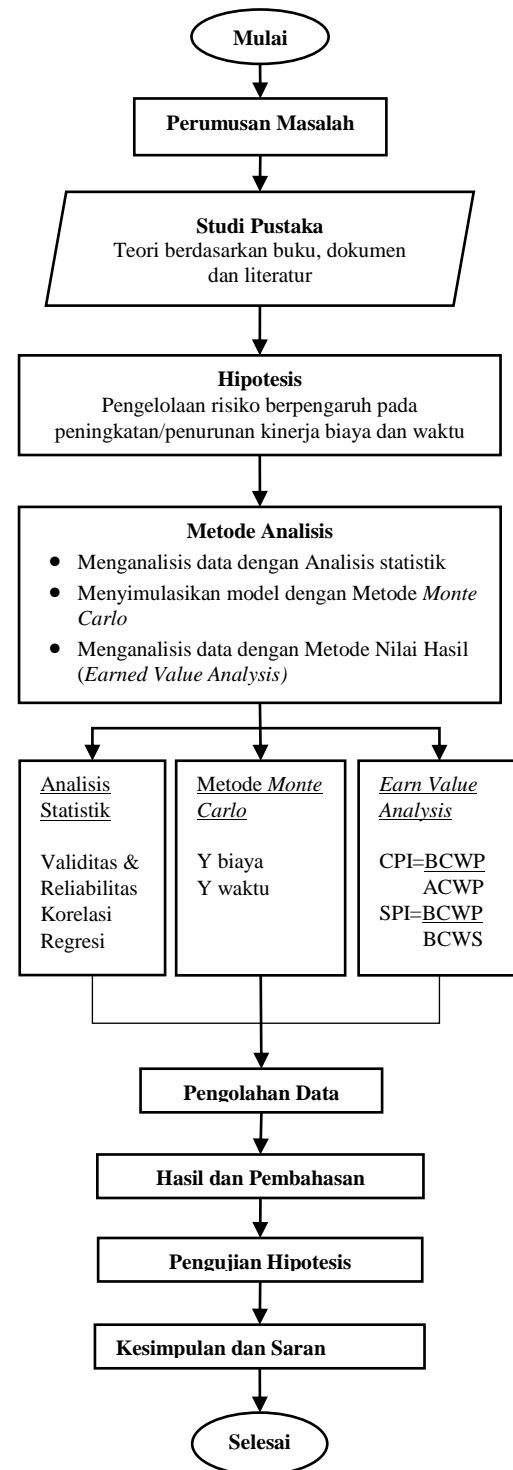 Mulai
Perumusan Masalah
Studi Pustaka
Teori berdasarkan buku, dokumen
dan literatur
Hipotesis
Pengelolaan risiko berpengaruh pada
peningkatan/penurunan kinerja biaya dan waktu
Metode Analisis
• Menganalisis data dengan Analisis statistik
• Menyimulasikan model dengan Metode Monte
Carlo
• Menganalisis data dengan Metode Nilai Hasil
(Earned Value Analysis)
Analisis
Statistik
Validitas &
Reliabilitas
Korelasi
Regresi
Metode Monte
Carlo
Y biaya
Y waktu
Earn Value
Analysis
CPI=BCWP
ACWP
SPI=BCWP
BCWS
Pengolahan Data
Hasil dan Pembahasan
Pengujian Hipotesis
Kesimpulan dan Saran
Selesai